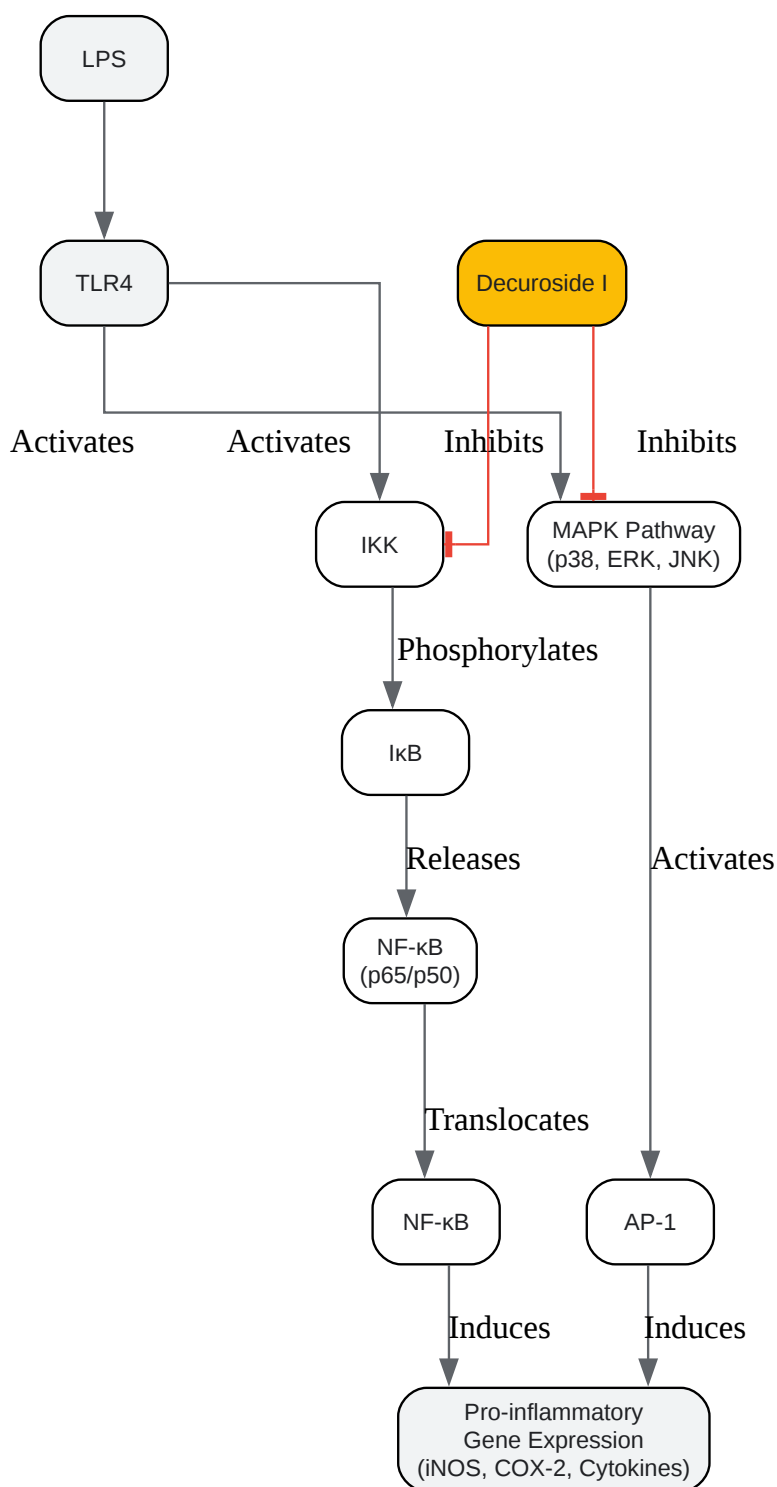 LPS
TLR4
Decuroside I
Activates
Activates
Inhibits
Inhibits
IKK
MAPK Pathway
(p38, ERK, JNK)
Phosphorylates
IκB
Releases
Activates
NF-κB
(p65/p50)
Translocates
NF-κB
AP-1
Induces
Induces
Pro-inflammatory
Gene Expression
(iNOS, COX-2, Cytokines)